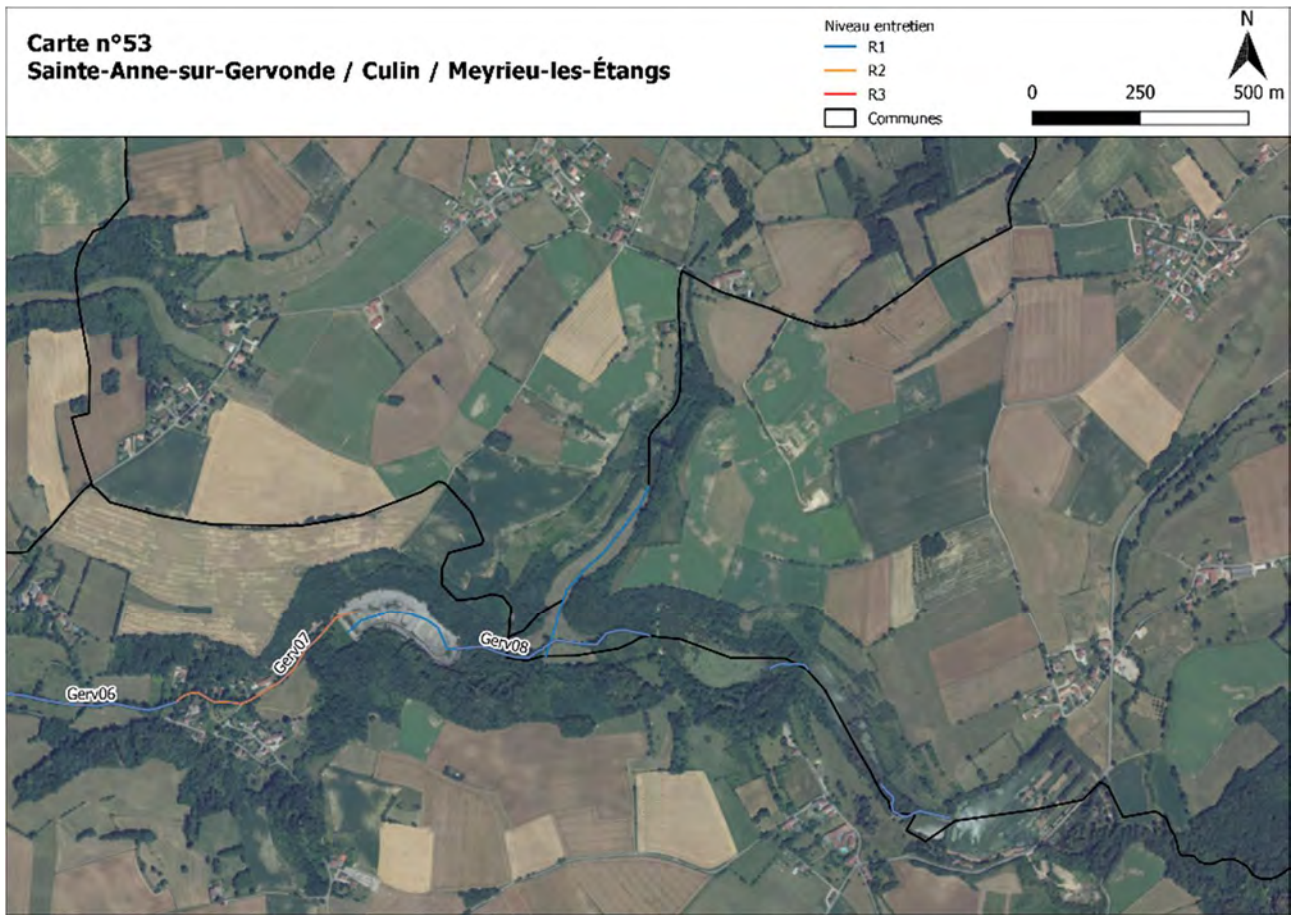 Carte n°53
Sainte-Anne-sur-Gervonde / Culin / Meyrieu-les-Étangs
Niveau entretien
R1
R2
R3
Communes
N
0 250 500 m
Gerv08
Gerv07
Gerv06